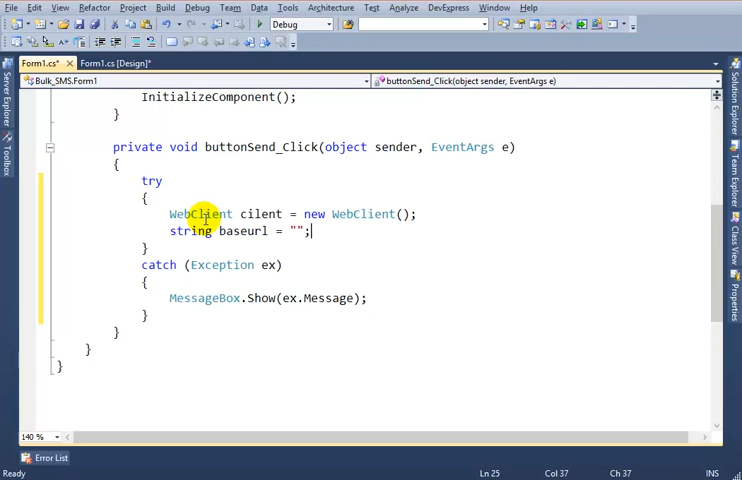 File Edit View Refactor Project Build Debug Team Data Tools Architecture Test Analyze DevExpress Window Help
Debug
Form1.cs* Form1.cs [Design]*
Bulk_SMS.Form1 buttonSend_Click(object sender, EventArgs e)
InitializeComponent();
}
private void buttonSend_Click(object sender, EventArgs e)
{
try
{
WebClient cilent = new WebClient();
string baseurl = "";
}
catch (Exception ex)
{
MessageBox.Show(ex.Message);
}
}
}
}
140 %
Error List
Ready Ln 25 Col 37 Ch 37 INS
Server Explorer
Toolbox
Solution Explorer
Class View
Properties